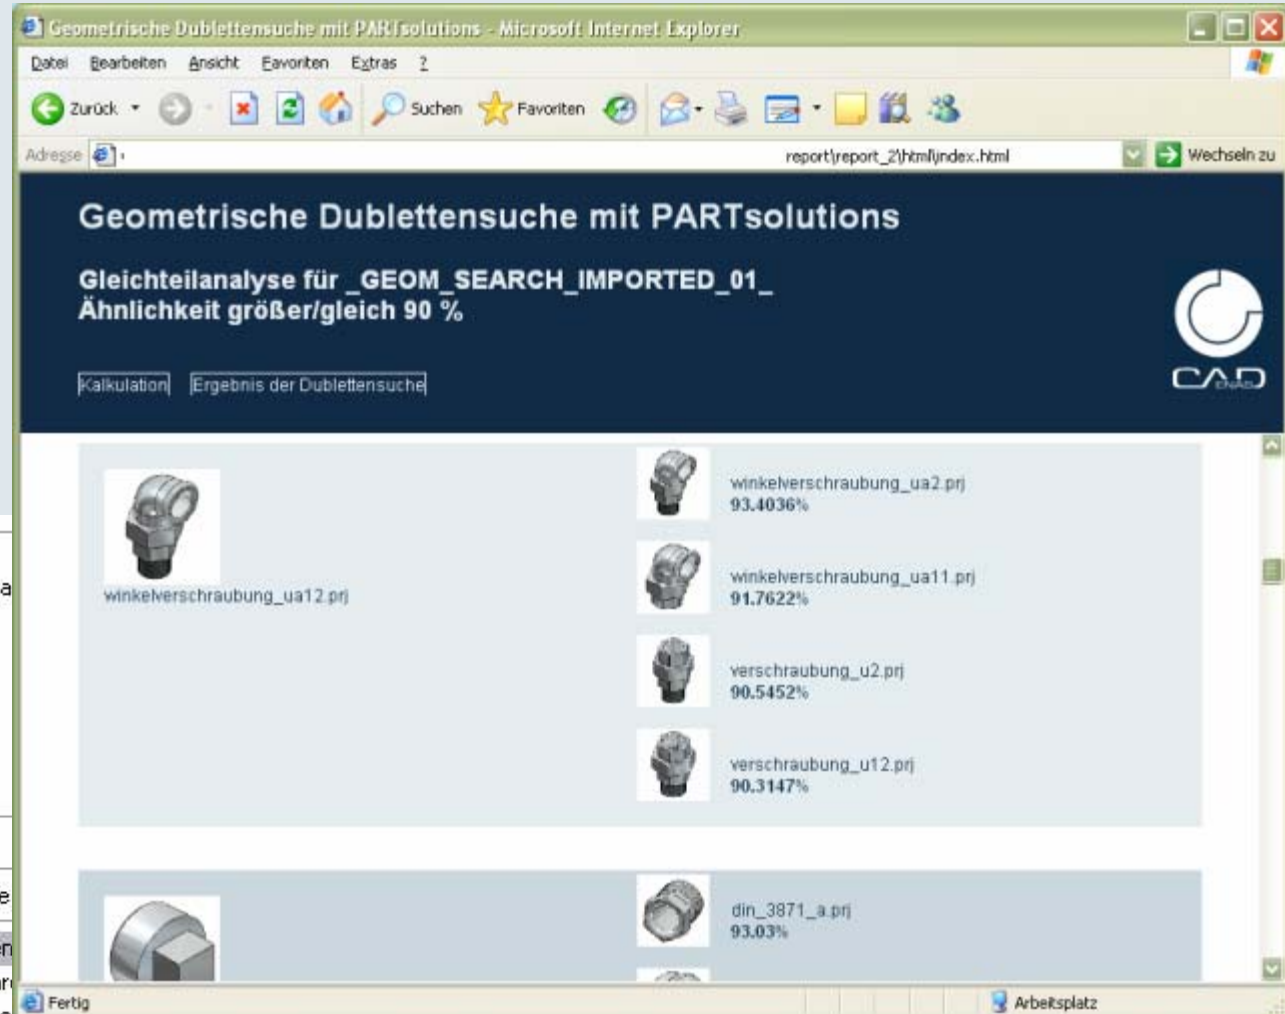 Geometrische Dublettensuche mit PARTsolutions - Microsoft Internet Explorer
Datei Bearbeiten Ansicht Favoriten Extras ?
Zurück Suchen Favoriten
Adresse report\report_2\html\index.html Wechseln zu
Geometrische Dublettensuche mit PARTsolutions
Gleichteilanalyse für _GEOM_SEARCH_IMPORTED_01_
Ähnlichkeit größer/gleich 90 %
Kalkulation Ergebnis der Dublettensuche
CADENAS
winkelverschraubung_ua12.prj
winkelverschraubung_ua2.prj
93.4036%
winkelverschraubung_ua11.prj
91.7622%
verschraubung_u2.prj
90.5452%
verschraubung_u12.prj
90.3147%
din_3871_a.prj
93.03%
Fertig Arbeitsplatz